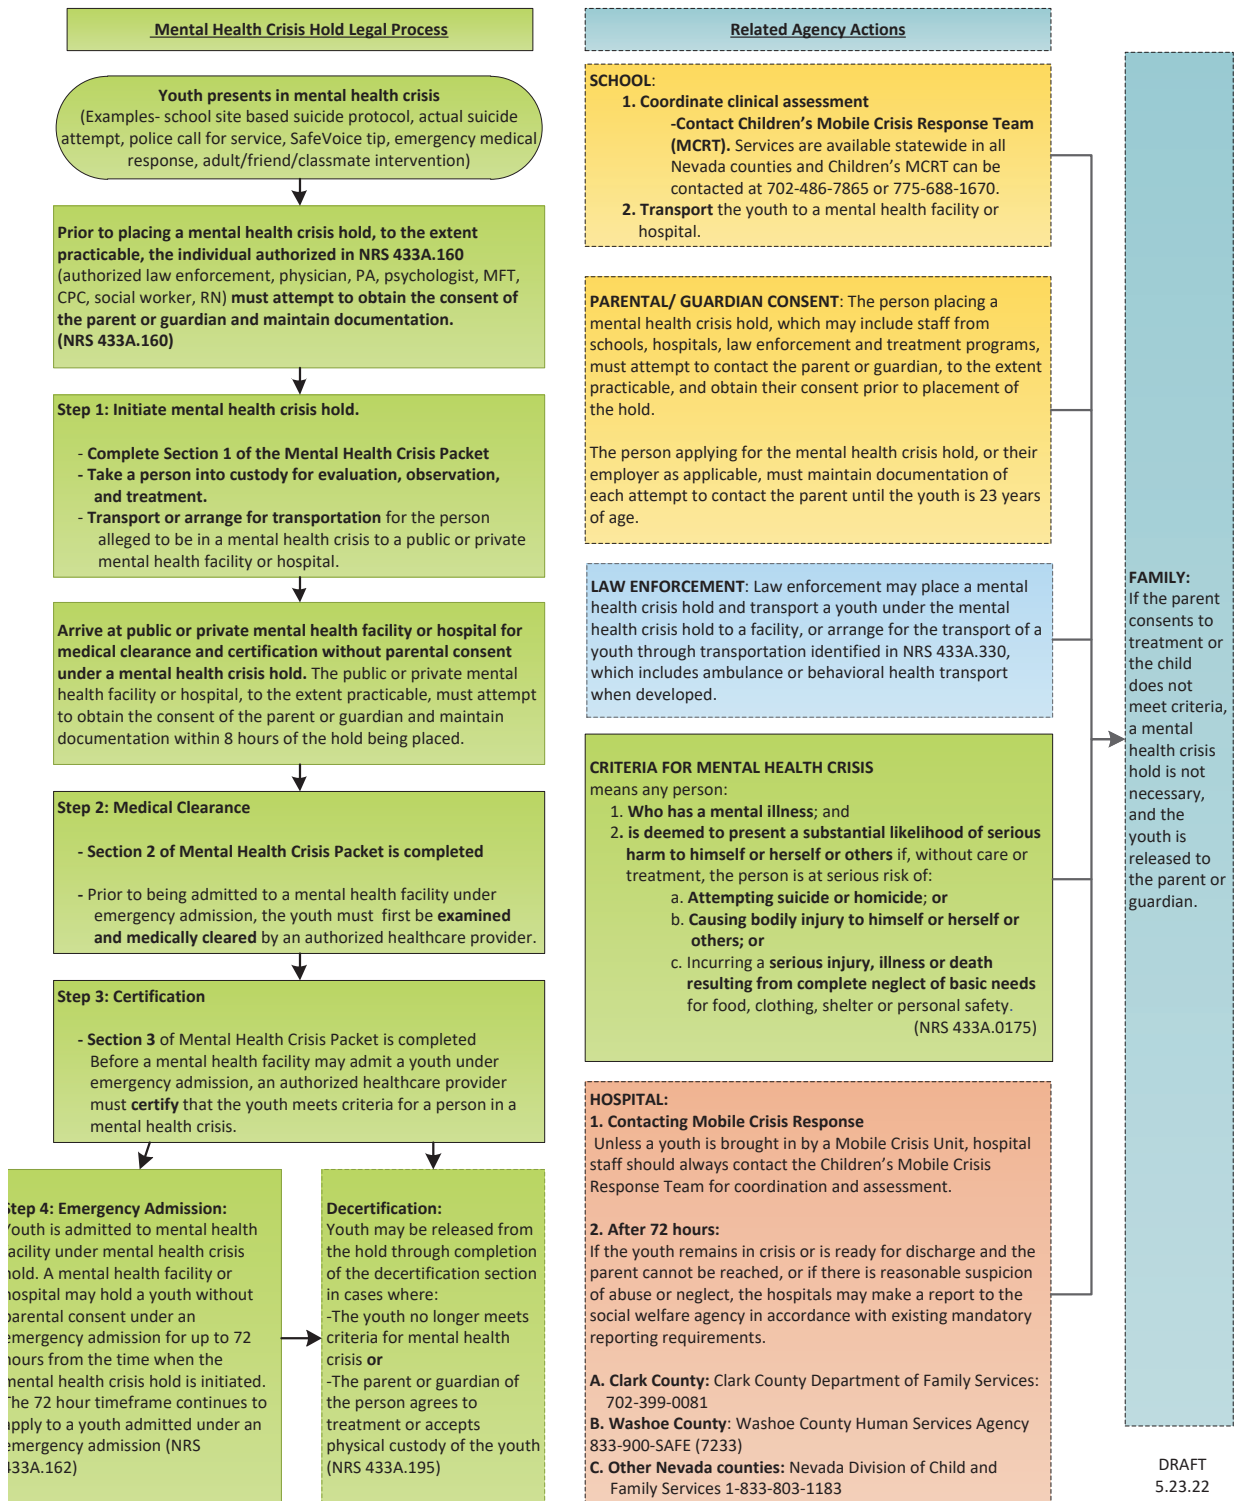 Mental Health Crisis Hold Legal Process
Youth presents in mental health crisis
(Examples- school site based suicide protocol, actual suicide
attempt, police call for service, SafeVoice tip, emergency medical
response, adult/friend/classmate intervention)
Prior to placing a mental health crisis hold, to the extent
practicable, the individual authorized in NRS 433A.160
(authorized law enforcement, physician, PA, psychologist, MFT,
CPC, social worker, RN) must attempt to obtain the consent of
the parent or guardian and maintain documentation.
(NRS 433A.160)
Step 1: Initiate mental health crisis hold.
- Complete Section 1 of the Mental Health Crisis Packet
- Take a person into custody for evaluation, observation,
and treatment.
- Transport or arrange for transportation for the person
alleged to be in a mental health crisis to a public or private
mental health facility or hospital.
Arrive at public or private mental health facility or hospital for
medical clearance and certification without parental consent
under a mental health crisis hold. The public or private mental
health facility or hospital, to the extent practicable, must attempt
to obtain the consent of the parent or guardian and maintain
documentation within 8 hours of the hold being placed.
Step 2: Medical Clearance
- Section 2 of Mental Health Crisis Packet is completed
- Prior to being admitted to a mental health facility under
emergency admission, the youth must first be examined
and medically cleared by an authorized healthcare provider.
Step 3: Certification
- Section 3 of Mental Health Crisis Packet is completed
Before a mental health facility may admit a youth under
emergency admission, an authorized healthcare provider
must certify that the youth meets criteria for a person in a
mental health crisis.
Step 4: Emergency Admission:
Youth is admitted to mental health
facility under mental health crisis
hold. A mental health facility or
hospital may hold a youth without
parental consent under an
emergency admission for up to 72
hours from the time when the
mental health crisis hold is initiated.
The 72 hour timeframe continues to
apply to a youth admitted under an
emergency admission (NRS
433A.162)
Decertification:
Youth may be released from
the hold through completion
of the decertification section
in cases where:
-The youth no longer meets
criteria for mental health
crisis or
-The parent or guardian of
the person agrees to
treatment or accepts
physical custody of the youth
(NRS 433A.195)
Related Agency Actions
SCHOOL:
1. Coordinate clinical assessment
-Contact Children's Mobile Crisis Response Team
(MCRT). Services are available statewide in all
Nevada counties and Children's MCRT can be
contacted at 702-486-7865 or 775-688-1670.
2. Transport the youth to a mental health facility or
hospital.
PARENTAL/ GUARDIAN CONSENT: The person placing a
mental health crisis hold, which may include staff from
schools, hospitals, law enforcement and treatment programs,
must attempt to contact the parent or guardian, to the extent
practicable, and obtain their consent prior to placement of
the hold.
The person applying for the mental health crisis hold, or their
employer as applicable, must maintain documentation of
each attempt to contact the parent until the youth is 23 years
of age.
LAW ENFORCEMENT: Law enforcement may place a mental
health crisis hold and transport a youth under the mental
health crisis hold to a facility, or arrange for the transport of a
youth through transportation identified in NRS 433A.330,
which includes ambulance or behavioral health transport
when developed.
CRITERIA FOR MENTAL HEALTH CRISIS
means any person:
1. Who has a mental illness; and
2. is deemed to present a substantial likelihood of serious
harm to himself or herself or others if, without care or
treatment, the person is at serious risk of:
a. Attempting suicide or homicide; or
b. Causing bodily injury to himself or herself or
others; or
c. Incurring a serious injury, illness or death
resulting from complete neglect of basic needs
for food, clothing, shelter or personal safety.
(NRS 433A.0175)
HOSPITAL:
1. Contacting Mobile Crisis Response
Unless a youth is brought in by a Mobile Crisis Unit, hospital
staff should always contact the Children's Mobile Crisis
Response Team for coordination and assessment.
2. After 72 hours:
If the youth remains in crisis or is ready for discharge and the
parent cannot be reached, or if there is reasonable suspicion
of abuse or neglect, the hospitals may make a report to the
social welfare agency in accordance with existing mandatory
reporting requirements.
A. Clark County: Clark County Department of Family Services:
702-399-0081
B. Washoe County: Washoe County Human Services Agency
833-900-SAFE (7233)
C. Other Nevada counties: Nevada Division of Child and
Family Services 1-833-803-1183
FAMILY:
If the parent
consents to
treatment or
the child
does not
meet criteria,
a mental
health crisis
hold is not
necessary,
and the
youth is
released to
the parent or
guardian.
DRAFT
5.23.22